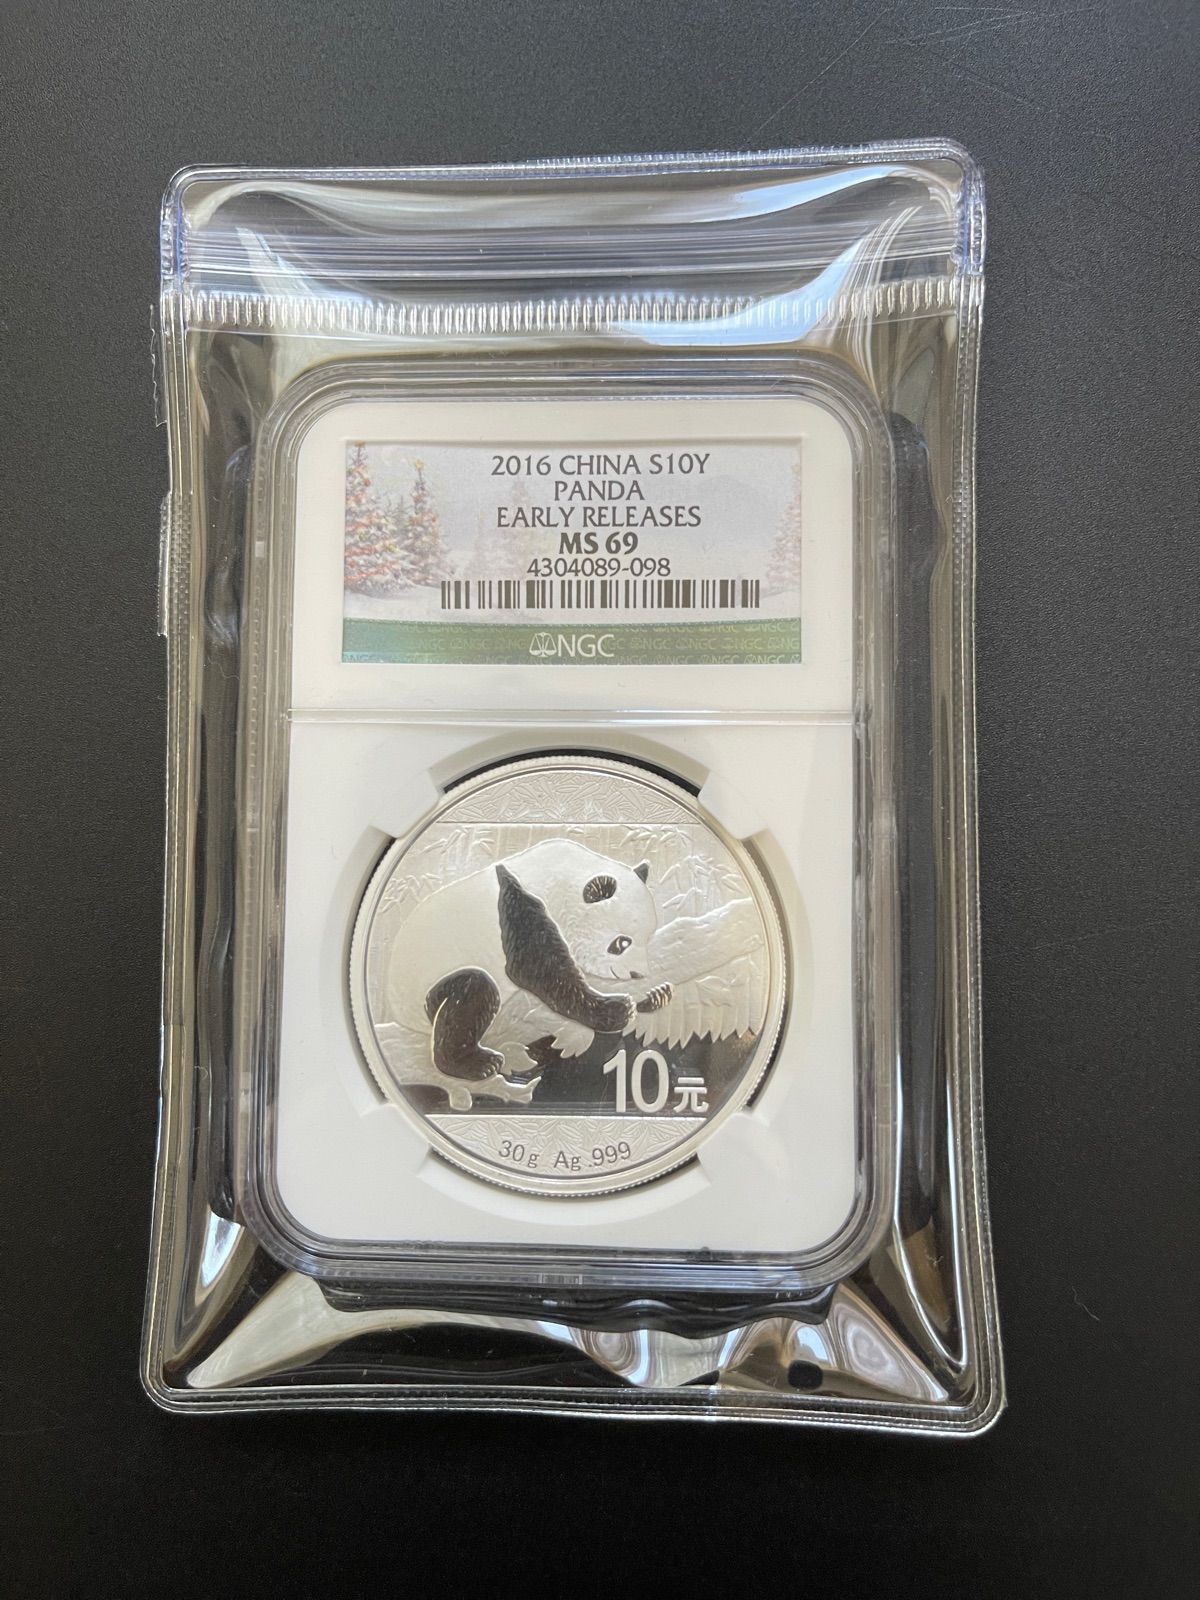 2016 CHINA S10Y
PANDA
EARLY RELEASES
MS 69
4304089-098
NGC
10元
30g Ag .999